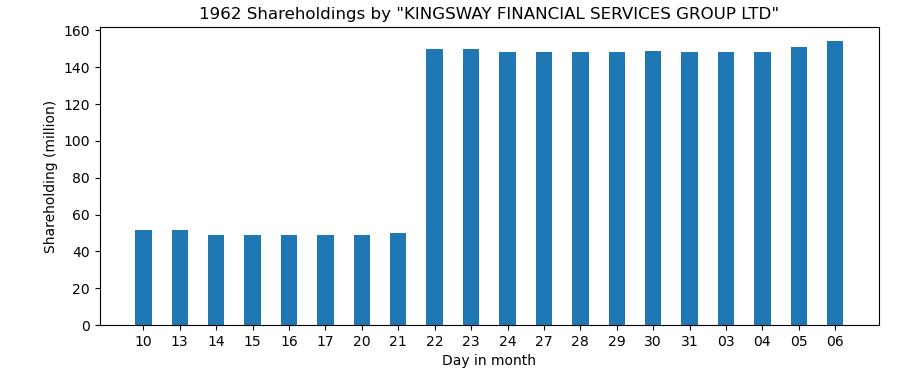 1962 Shareholdings by "KINGSWAY FINANCIAL SERVICES GROUP LTD"
Shareholding (million)
160
140
120
100
80
60
40
20
0
10 13 14 15 16 17 20 21 22 23 24 27 28 29 30 31 03 04 05 06
Day in month